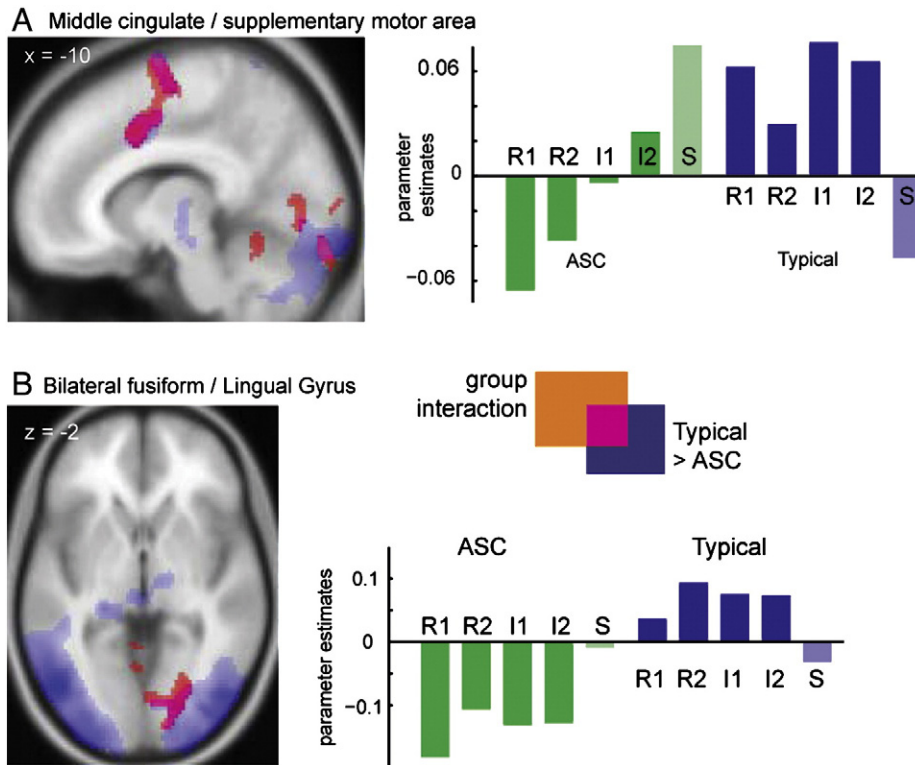 A Middle cingulate / supplementary motor area
x = -10
parameter
estimates
0.06
0
−0.06
R1 R2 I1 I2 S
ASC
R1 R2 I1 I2 S
Typical
B Bilateral fusiform / Lingual Gyrus
z = -2
group
interaction
Typical
> ASC
parameter estimates
0.1
0
−0.1
ASC
R1 R2 I1 I2 S
Typical
R1 R2 I1 I2 S